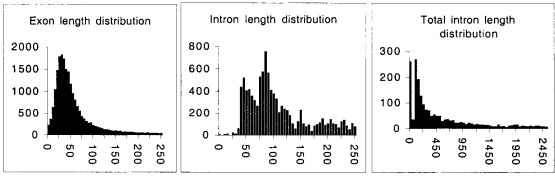 Exon length distribution
2000
1500
1000
500
0
0 50 100 150 200 250
Intron length distribution
800
600
400
200
0
0 50 100 150 200 250
Total intron length
distribution
300
200
100
0
0 450 950 1450 1950 2450